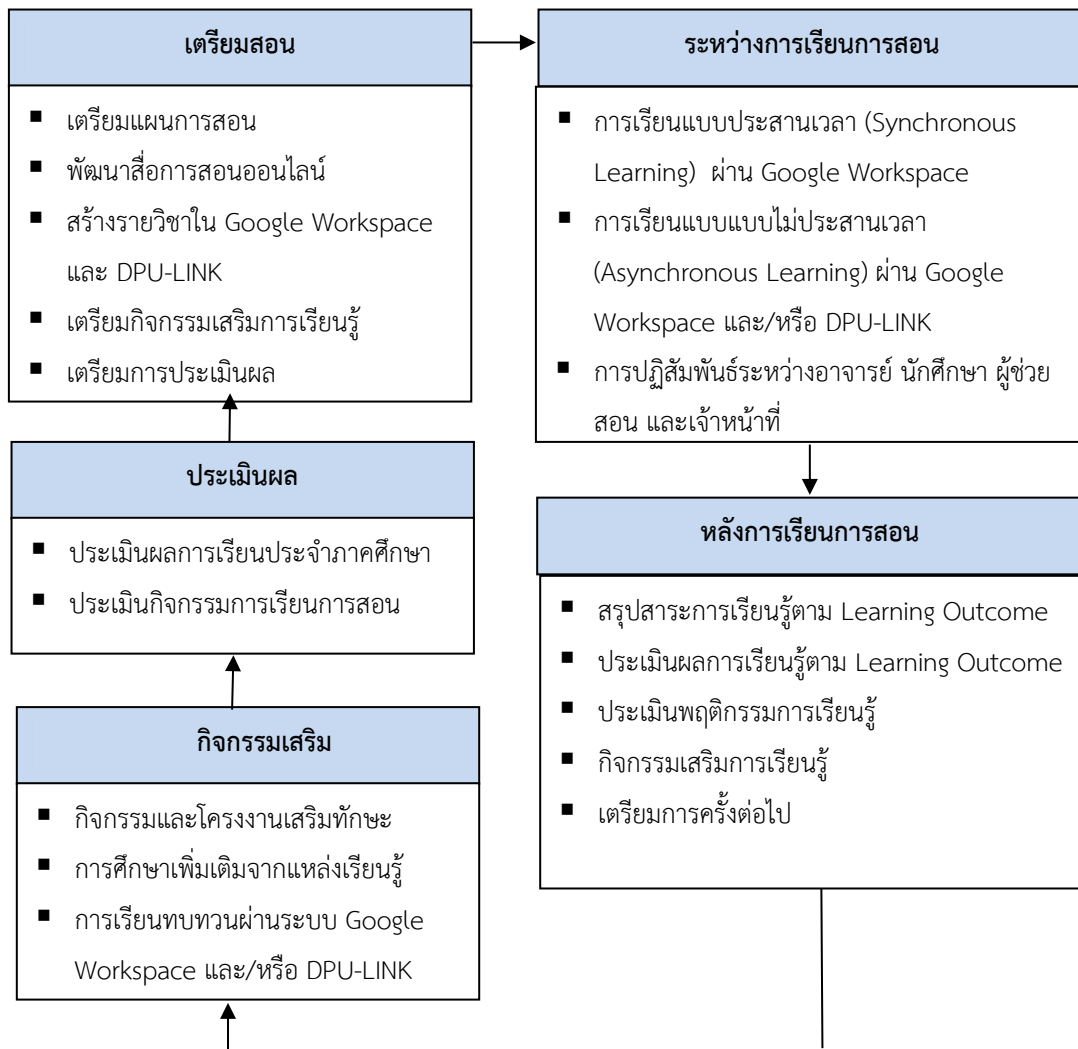 เตรียมสอน
▪ เตรียมแผนการสอน
▪ พัฒนาสื่อการสอนออนไลน์
▪ สร้างรายวิชาใน Google Workspace
และ DPU-LINK
▪ เตรียมกิจกรรมเสริมการเรียนรู้
▪ เตรียมการประเมินผล
ระหว่างการเรียนการสอน
▪ การเรียนแบบประสานเวลา (Synchronous
Learning) ผ่าน Google Workspace
▪ การเรียนแบบแบบไม่ประสานเวลา
(Asynchronous Learning) ผ่าน Google
Workspace และ/หรือ DPU-LINK
▪ การปฏิสัมพันธ์ระหว่างอาจารย์ นักศึกษา ผู้ช่วย
สอน และเจ้าหน้าที่
หลังการเรียนการสอน
▪ สรุปสาระการเรียนรู้ตาม Learning Outcome
▪ ประเมินผลการเรียนรู้ตาม Learning Outcome
▪ ประเมินพฤติกรรมการเรียนรู้
▪ กิจกรรมเสริมการเรียนรู้
▪ เตรียมการครั้งต่อไป
กิจกรรมเสริม
▪ กิจกรรมและโครงงานเสริมทักษะ
▪ การศึกษาเพิ่มเติมจากแหล่งเรียนรู้
▪ การเรียนทบทวนผ่านระบบ Google
Workspace และ/หรือ DPU-LINK
ประเมินผล
▪ ประเมินผลการเรียนประจำภาคศึกษา
▪ ประเมินกิจกรรมการเรียนการสอน